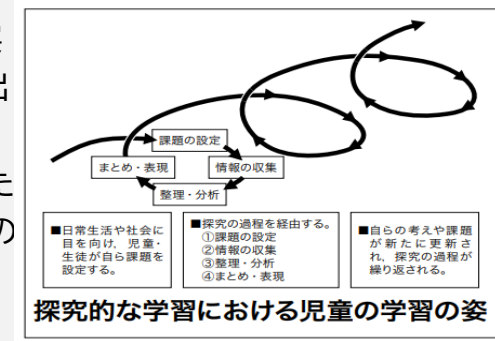 出
た
の
課題の設定
まとめ・表現
情報の収集
整理・分析
■日常生活や社会に
目を向け，児童・
生徒が自ら課題を
設定する。
■探究の過程を経由する。
①課題の設定
②情報の収集
③整理・分析
④まとめ・表現
■自らの考えや課題
が新たに更新さ
れ，探究の過程が
繰り返される。
探究的な学習における児童の学習の姿